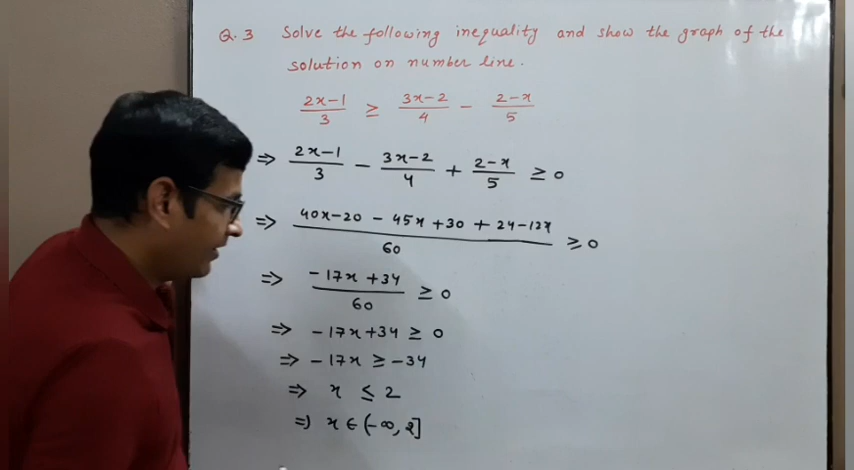 Q.3 Solve the following inequality and show the graph of the
solution on number line.
(2x-1)/3 ≥ (3x-2)/4 - (2-x)/5
⇒ (2x-1)/3 - (3x-2)/4 + (2-x)/5 ≥ 0
⇒ (40x-20 - 45x +30 + 24-12x)/60 ≥ 0
⇒ (-17x +34)/60 ≥ 0
⇒ -17x+34 ≥ 0
⇒ -17x ≥ -34
⇒ x ≤ 2
⇒ x ∈ (-∞, 2]